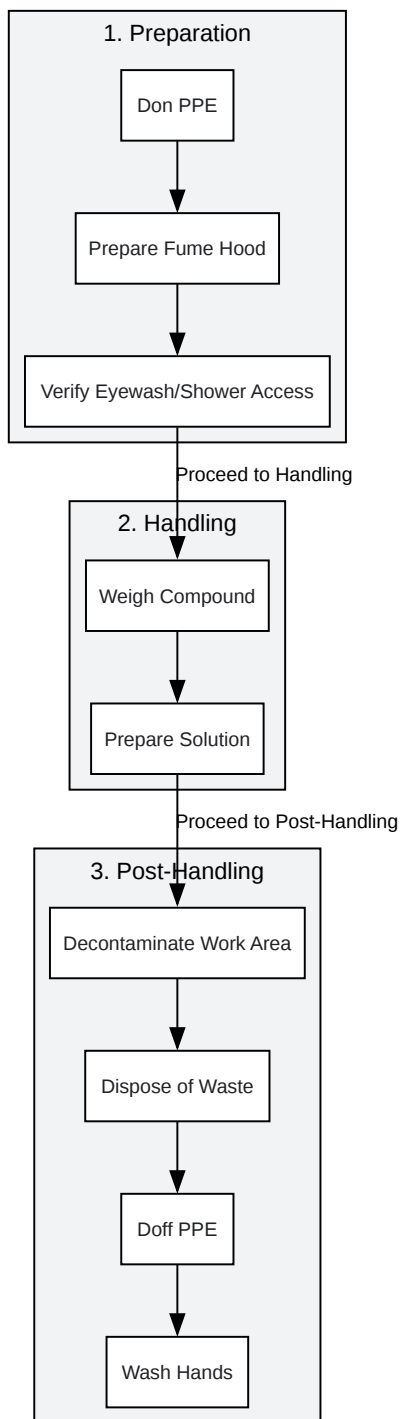 1. Preparation
Don PPE
Prepare Fume Hood
Verify Eyewash/Shower Access
Proceed to Handling
2. Handling
Weigh Compound
Prepare Solution
Proceed to Post-Handling
3. Post-Handling
Decontaminate Work Area
Dispose of Waste
Doff PPE
Wash Hands